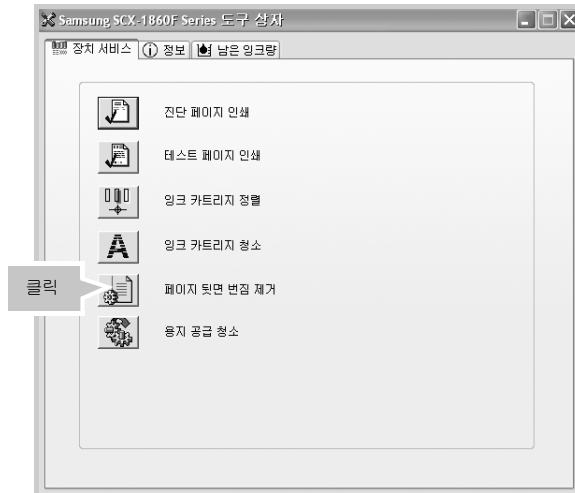 Samsung SCX-1860F Series 도구 상자
장치 서비스 정보 남은 잉크량
진단 페이지 인쇄
테스트 페이지 인쇄
잉크 카트리지 정렬
잉크 카트리지 청소
클릭 페이지 뒷면 번짐 제거
용지 공급 청소